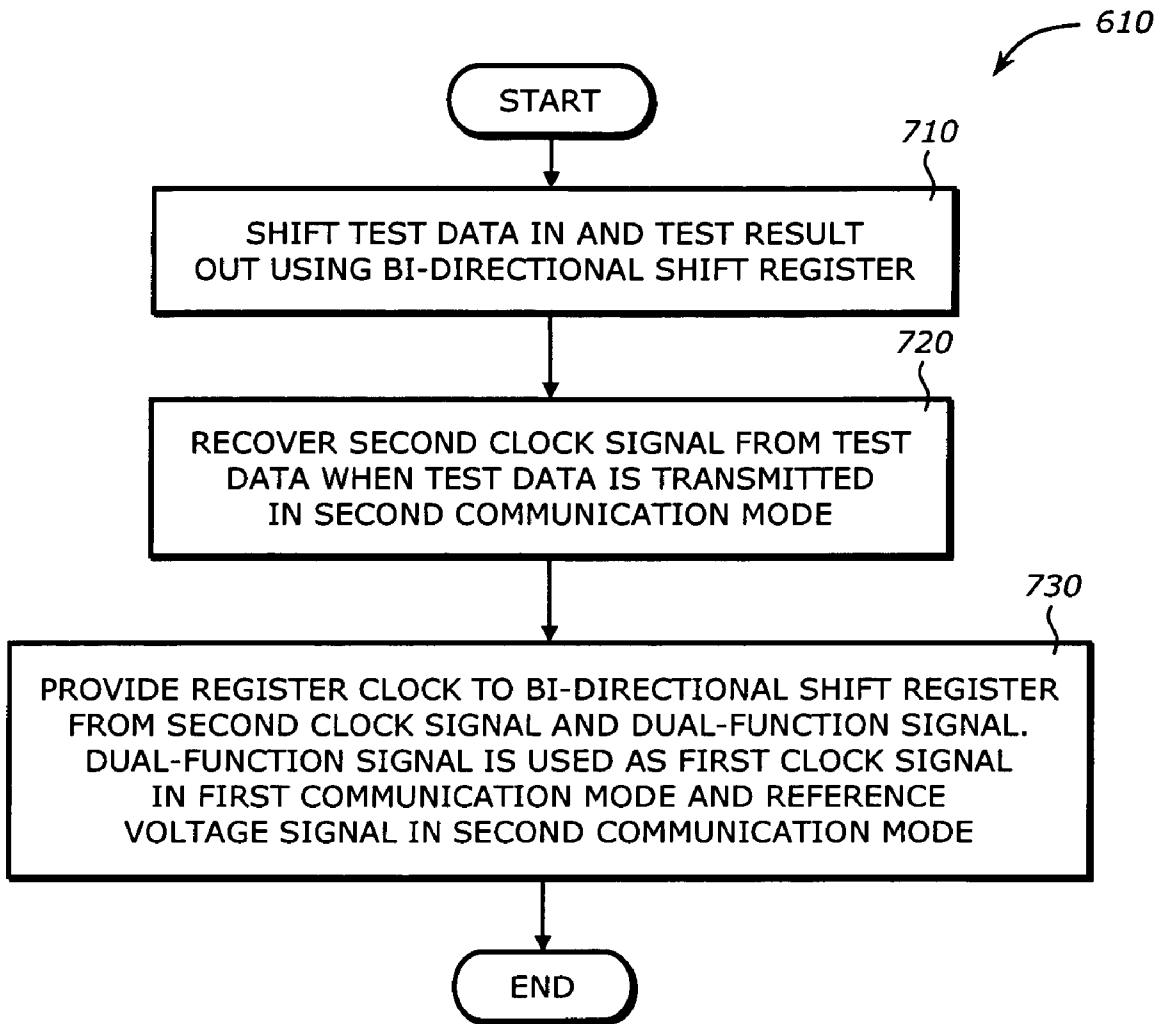 610
START
710
SHIFT TEST DATA IN AND TEST RESULT
OUT USING BI-DIRECTIONAL SHIFT REGISTER
720
RECOVER SECOND CLOCK SIGNAL FROM TEST
DATA WHEN TEST DATA IS TRANSMITTED
IN SECOND COMMUNICATION MODE
730
PROVIDE REGISTER CLOCK TO BI-DIRECTIONAL SHIFT REGISTER
FROM SECOND CLOCK SIGNAL AND DUAL-FUNCTION SIGNAL.
DUAL-FUNCTION SIGNAL IS USED AS FIRST CLOCK SIGNAL
IN FIRST COMMUNICATION MODE AND REFERENCE
VOLTAGE SIGNAL IN SECOND COMMUNICATION MODE
END